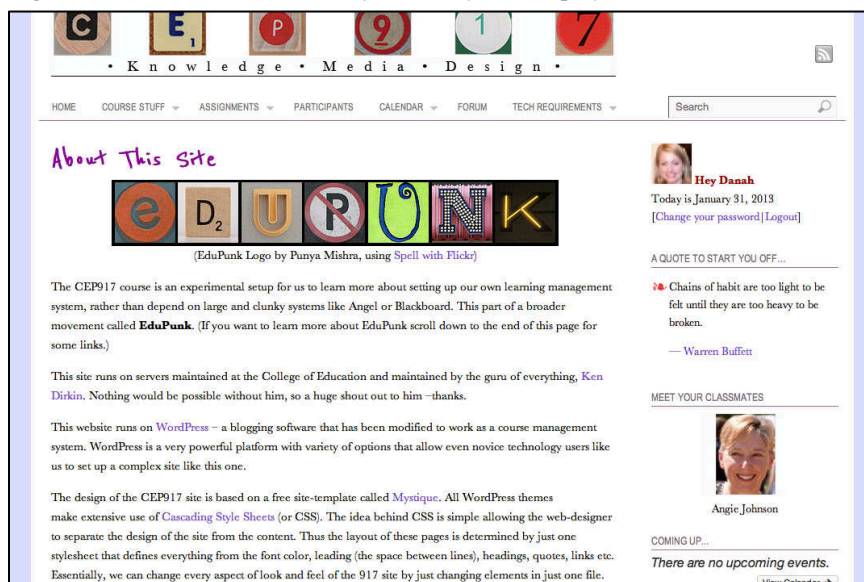 C E P 9 1 7
• Knowledge • Media • Design •
HOME COURSE STUFF ASSIGNMENTS PARTICIPANTS CALENDAR FORUM TECH REQUIREMENTS Search
About This Site
eD2UPUNK
(EduPunk Logo by Punya Mishra, using Spell with Flickr)
The CEP917 course is an experimental setup for us to learn more about setting up our own learning management
system, rather than depend on large and clunky systems like Angel or Blackboard. This part of a broader
movement called EduPunk. (If you want to learn more about EduPunk scroll down to the end of this page for
some links.)
This site runs on servers maintained at the College of Education and maintained by the guru of everything, Ken
Dirkin. Nothing would be possible without him, so a huge shout out to him –thanks.
This website runs on WordPress – a blogging software that has been modified to work as a course management
system. WordPress is a very powerful platform with variety of options that allow even novice technology users like
us to set up a complex site like this one.
The design of the CEP917 site is based on a free site-template called Mystique. All WordPress themes
make extensive use of Cascading Style Sheets (or CSS). The idea behind CSS is simple allowing the web-designer
to separate the design of the site from the content. Thus the layout of these pages is determined by just one
stylesheet that defines everything from the font color, leading (the space between lines), headings, quotes, links etc.
Essentially, we can change every aspect of look and feel of the 917 site by just changing elements in just one file.
Hey Danah
Today is January 31, 2013
[Change your password|Logout]
A QUOTE TO START YOU OFF...
Chains of habit are too light to be
felt until they are too heavy to be
broken.
— Warren Buffett
MEET YOUR CLASSMATES
Angie Johnson
COMING UP...
There are no upcoming events.
View Calendar